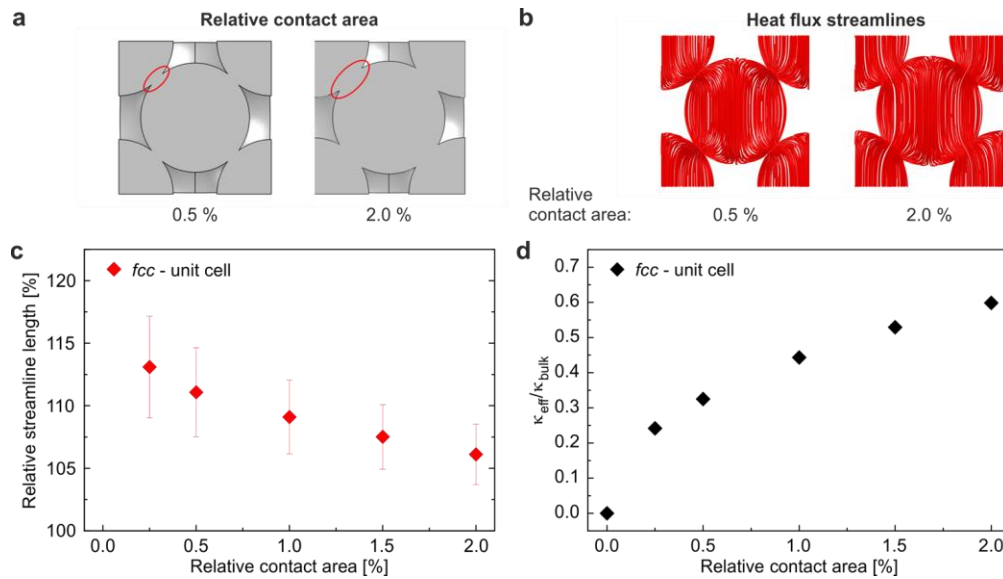 a
Relative contact area
0.5 %
2.0 %
b
Heat flux streamlines
Relative
contact area:
0.5 %
2.0 %
c
fcc - unit cell
Relative streamline length [%]
120
115
110
105
100
0.0
0.5
1.0
1.5
2.0
Relative contact area [%]
d
fcc - unit cell
κeff/κbulk
0.7
0.6
0.5
0.4
0.3
0.2
0.1
0.0
0.0
0.5
1.0
1.5
2.0
Relative contact area [%]